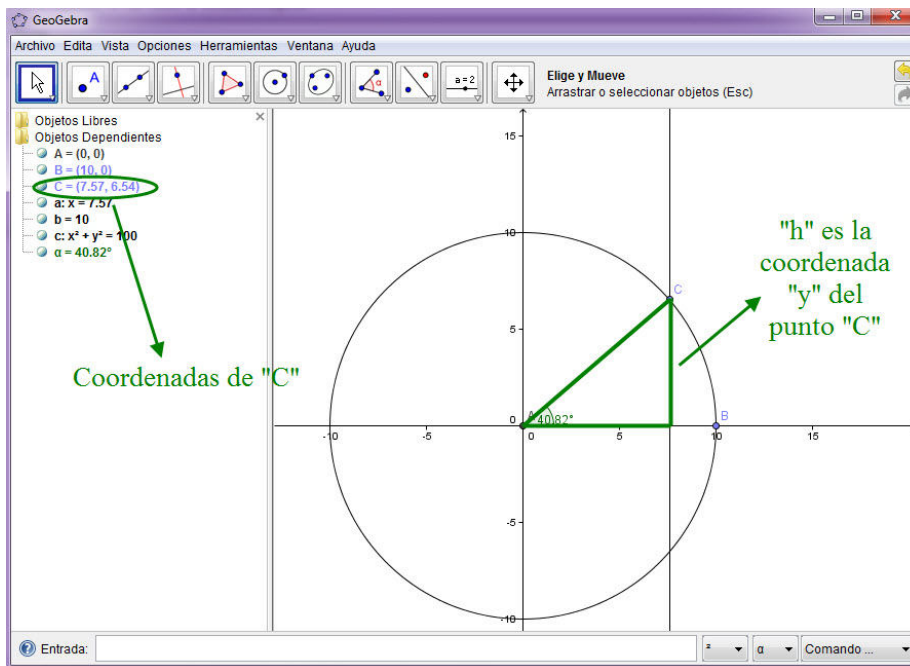 GeoGebra
Archivo Edita Vista Opciones Herramientas Ventana Ayuda
A
α
a=2
Elige y Mueve
Arrastrar o seleccionar objetos (Esc)
Objetos Libres
Objetos Dependientes
A = (0, 0)
B = (10, 0)
C = (7.57, 6.54)
a: x = 7.57
b = 10
c: x² + y² = 100
α = 40.82°
Coordenadas de "C"
15
10
5
0
-5
-10
-10
-5
0
5
10
15
A
40.82°
B
C
"h" es la
coordenada
"y" del
punto "C"
Entrada:
²
α
Comando ...